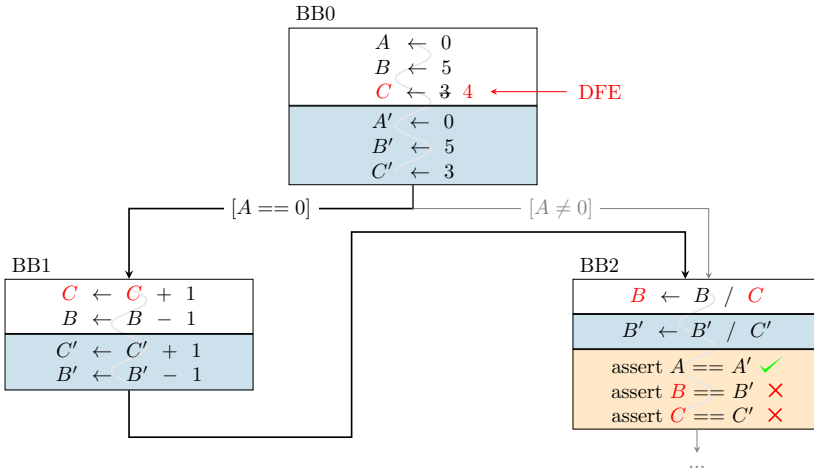 BB0
A ← 0
B ← 5
C ← 3 4
DFE
A′ ← 0
B′ ← 5
C′ ← 3
[A == 0]
[A ≠ 0]
BB1
C ← C + 1
B ← B − 1
C′ ← C′ + 1
B′ ← B′ − 1
BB2
B ← B / C
B′ ← B′ / C′
assert A == A′ ✓
assert B == B′ ✕
assert C == C′ ✕
...